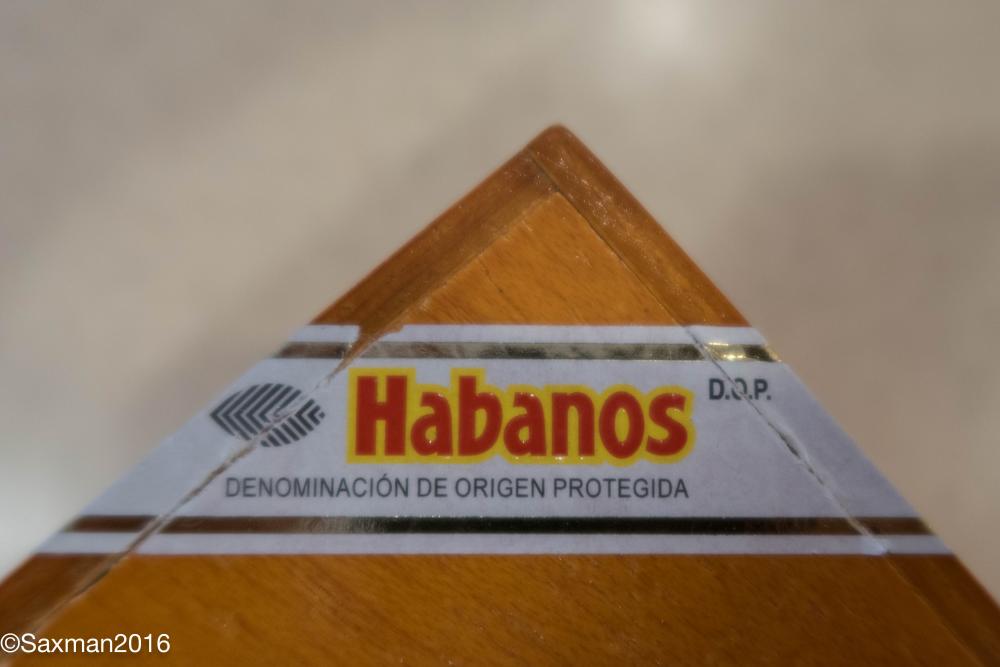 Habanos
D.O.P.
DENOMINACIÓN DE ORIGEN PROTEGIDA
©Saxman2016